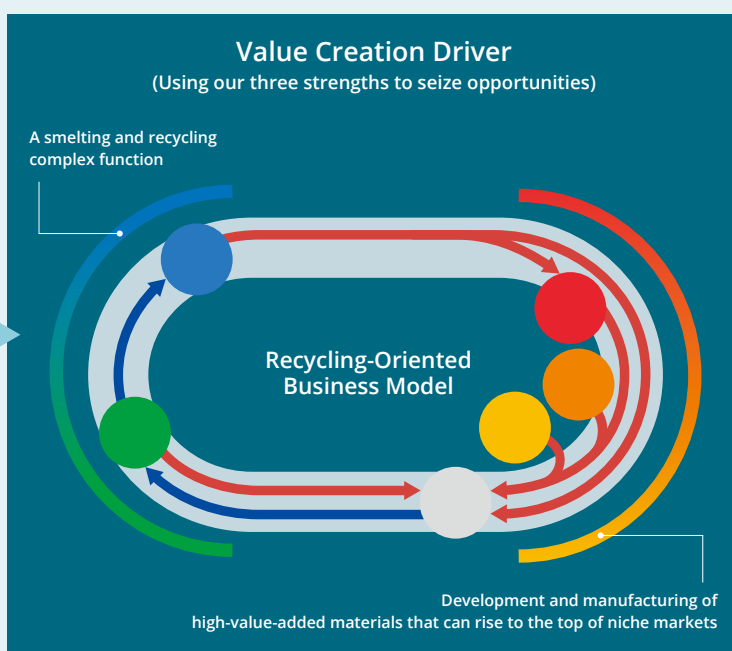 Value Creation Driver
(Using our three strengths to seize opportunities)
A smelting and recycling
complex function
Recycling-Oriented
Business Model
Development and manufacturing of
high-value-added materials that can rise to the top of niche markets